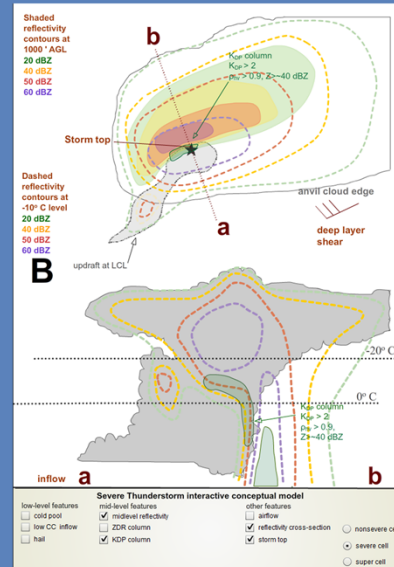 Shaded
reflectivity
contours at
1000 ' AGL
20 dBZ
40 dBZ
50 dBZ
60 dBZ
b
KDP column
KDP > 2
ρhv > 0.9, Z>~40 dBZ
Storm top
Dashed
reflectivity
contours at
-10° C level
20 dBZ
40 dBZ
50 dBZ
60 dBZ
a
anvil cloud edge
deep layer
shear
updraft at LCL
B
-20° C
0° C
KDP column
KDP > 2
ρhv > 0.9,
Z>~40 dBZ
inflow
a
b
Severe Thunderstorm interactive conceptual model
low-level features
cold pool
low CC inflow
hail
mid-level features
midlevel reflectivity
ZDR column
KDP column
other features
airflow
reflectivity cross-section
storm top
nonsevere
severe cell
super cell